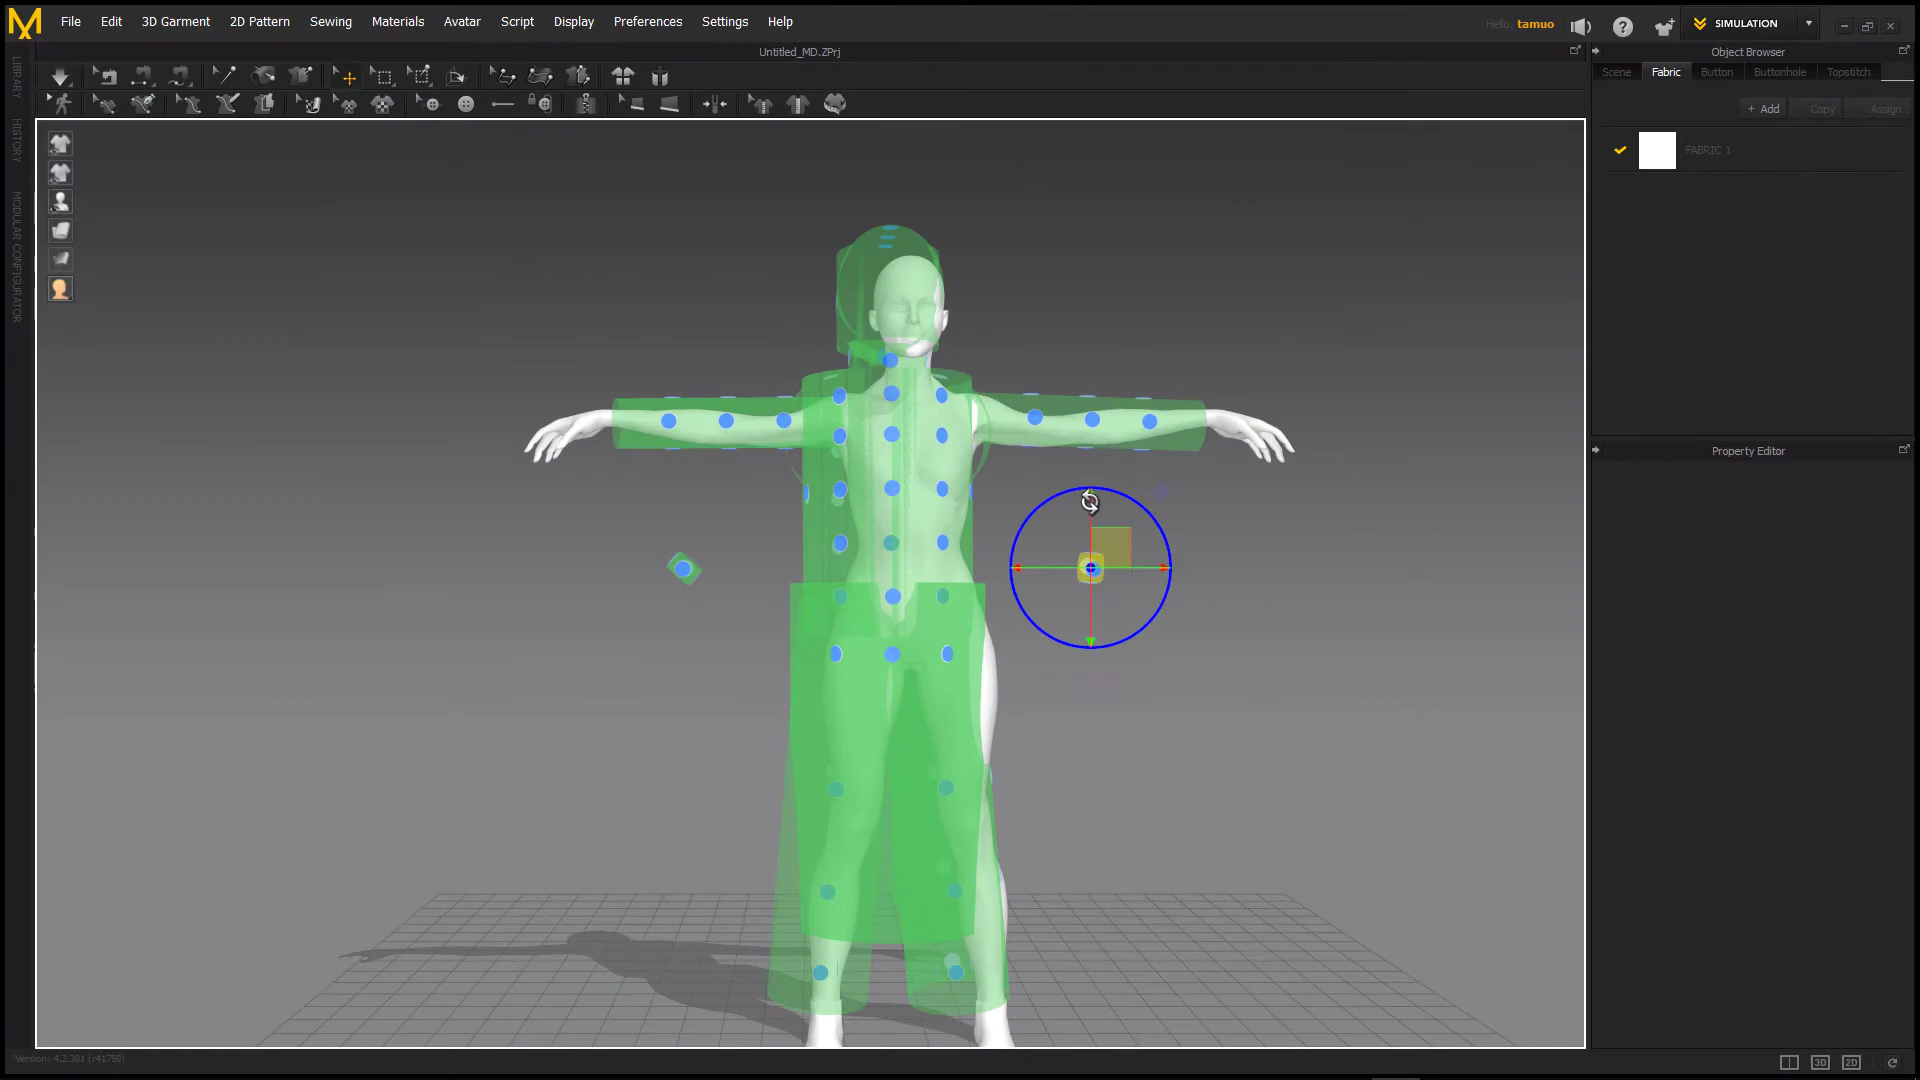 File Edit 3D Garment 2D Pattern Sewing Materials Avatar Script Display Preferences Settings Help
Hello, tamuo
SIMULATION
Untitled_MD.ZPrj
Object Browser
Scene Fabric Button Buttonhole Topstitch
+ Add Copy Assign
FABRIC 1
LIBRARY
HISTORY
MODULAR CONFIGURATOR
Property Editor
Version: 4.2.301 (r41750)
3D 2D